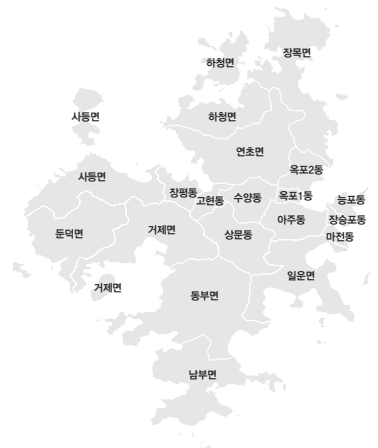 장목면
하청면
사등면
하청면
연초면
옥포2동
사등면
장평동
고현동
수양동
옥포1동
능포동
둔덕면
거제면
상문동
아주동
장승포동
마전동
거제면
동부면
일운면
남부면